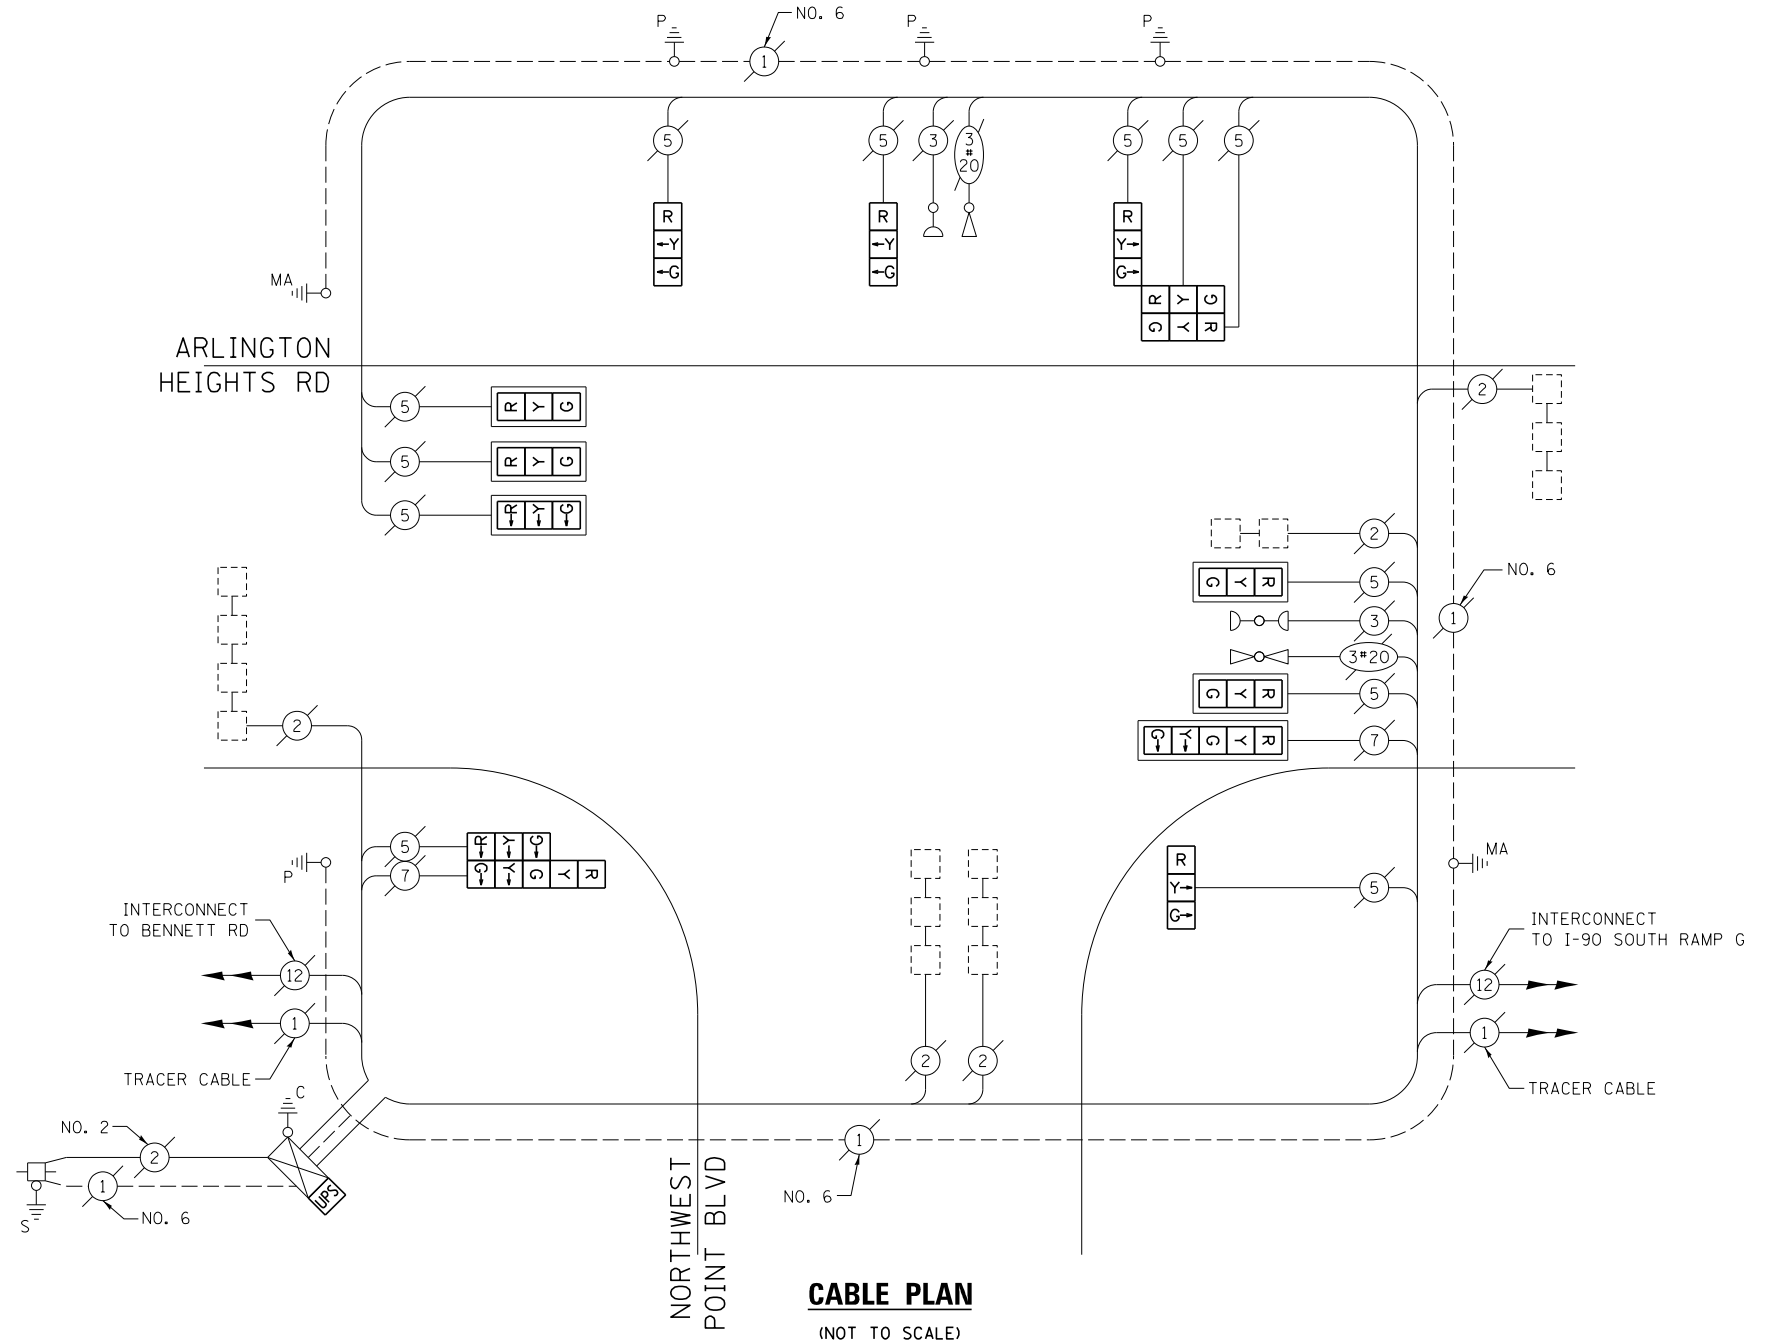 P
NO. 6
1
P
P
5
5
3
3
#
20
5
5
5
R
←Y
←G
R
←Y
←G
R
Y→
G→
R Y G
G Y R
MA
ARLINGTON
HEIGHTS RD
5
R Y G
2
5
R Y G
5
R Y G
2
G Y R
5
NO. 6
1
3
3#20
G Y R
5
2
G Y G Y R
7
5
R Y G
7
G Y G Y R
P
R
Y→
G→
5
MA
INTERCONNECT
TO BENNETT RD
12
INTERCONNECT
TO I-90 SOUTH RAMP G
12
1
TRACER CABLE
1
TRACER CABLE
2
2
C
NO. 2
2
1
NO. 6
S
UPS
1
NO. 6
NORTHWEST
POINT BLVD
CABLE PLAN
(NOT TO SCALE)